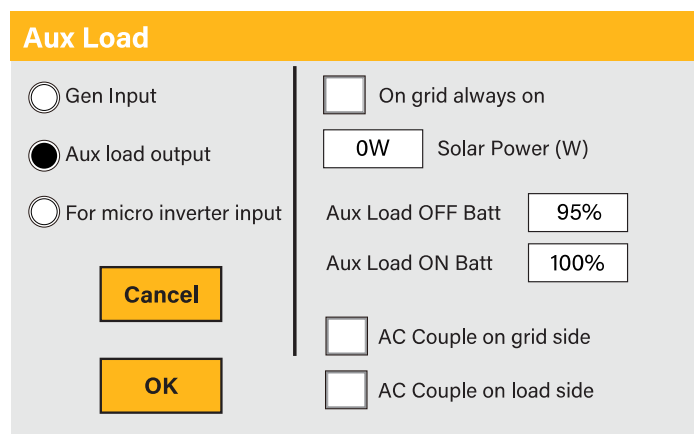 Aux Load
Gen Input
Aux load output
For micro inverter input
Cancel
OK
On grid always on
0W Solar Power (W)
Aux Load OFF Batt 95%
Aux Load ON Batt 100%
AC Couple on grid side
AC Couple on load side